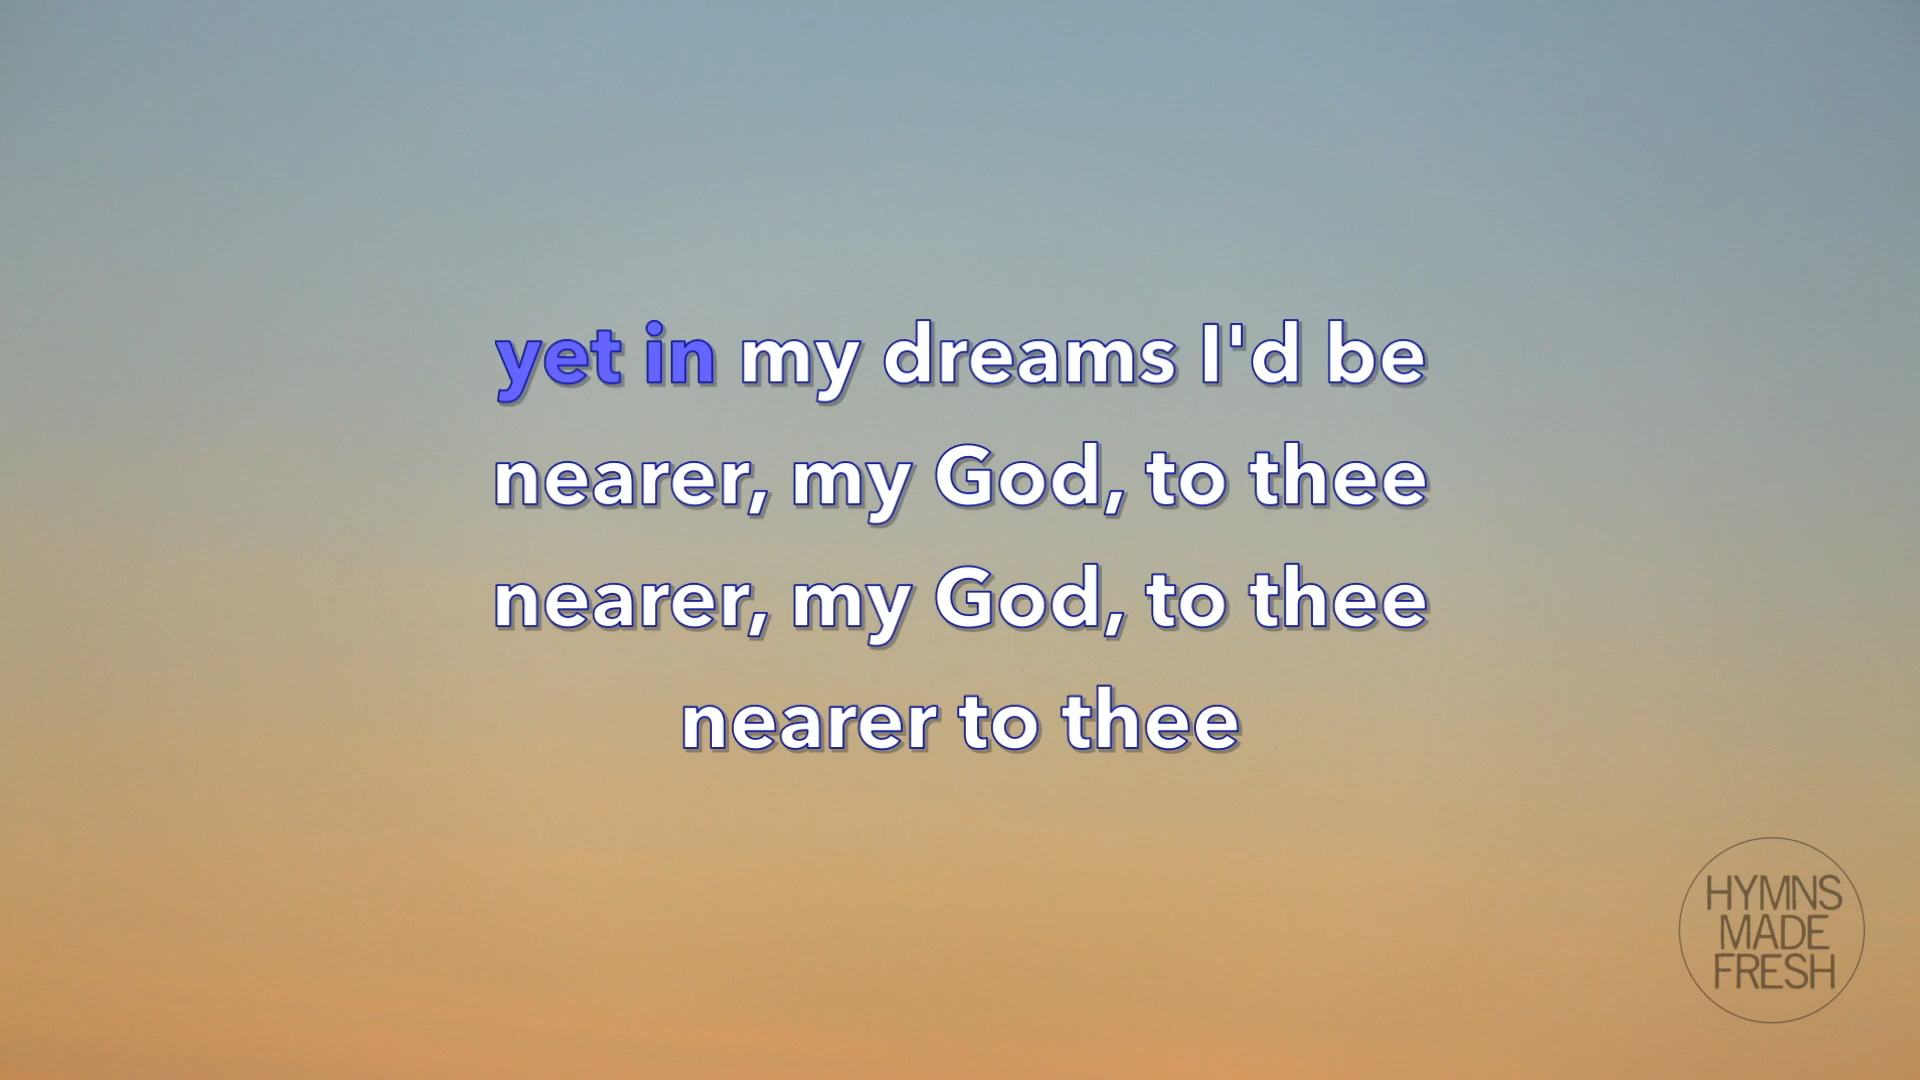 yet in my dreams I'd be
nearer, my God, to thee
nearer, my God, to thee
nearer to thee
HYMNS
MADE
FRESH